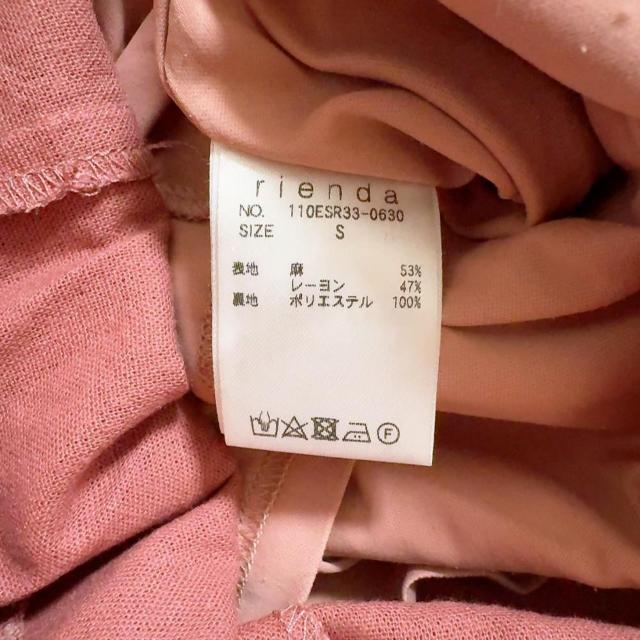 rienda
NO. 110ESR33-0630
SIZE S
表地 麻 53%
レーヨン 47%
裏地 ポリエステル 100%
F